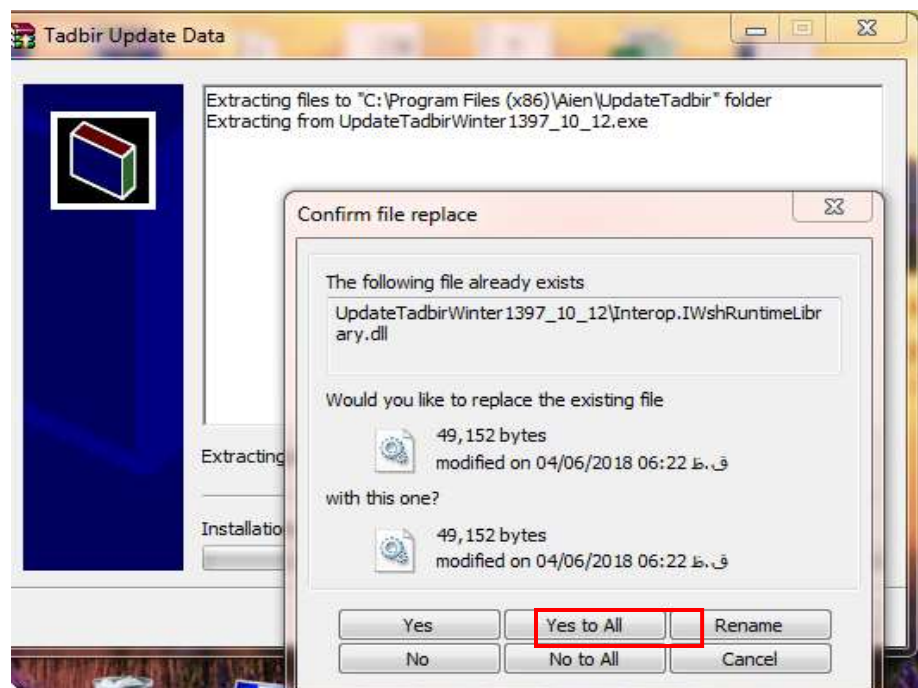 Tadbir Update Data
Extracting files to "C:\Program Files (x86)\Aien\UpdateTadbir" folder
Extracting from UpdateTadbirWinter1397_10_12.exe
Confirm file replace
The following file already exists
UpdateTadbirWinter1397_10_12\Interop.IWshRuntimeLibr
ary.dll
Would you like to replace the existing file
49,152 bytes
modified on 04/06/2018 06:22 ق.ظ
Extracting
with this one?
49,152 bytes
modified on 04/06/2018 06:22 ق.ظ
Installatio
Yes
Yes to All
Rename
No
No to All
Cancel